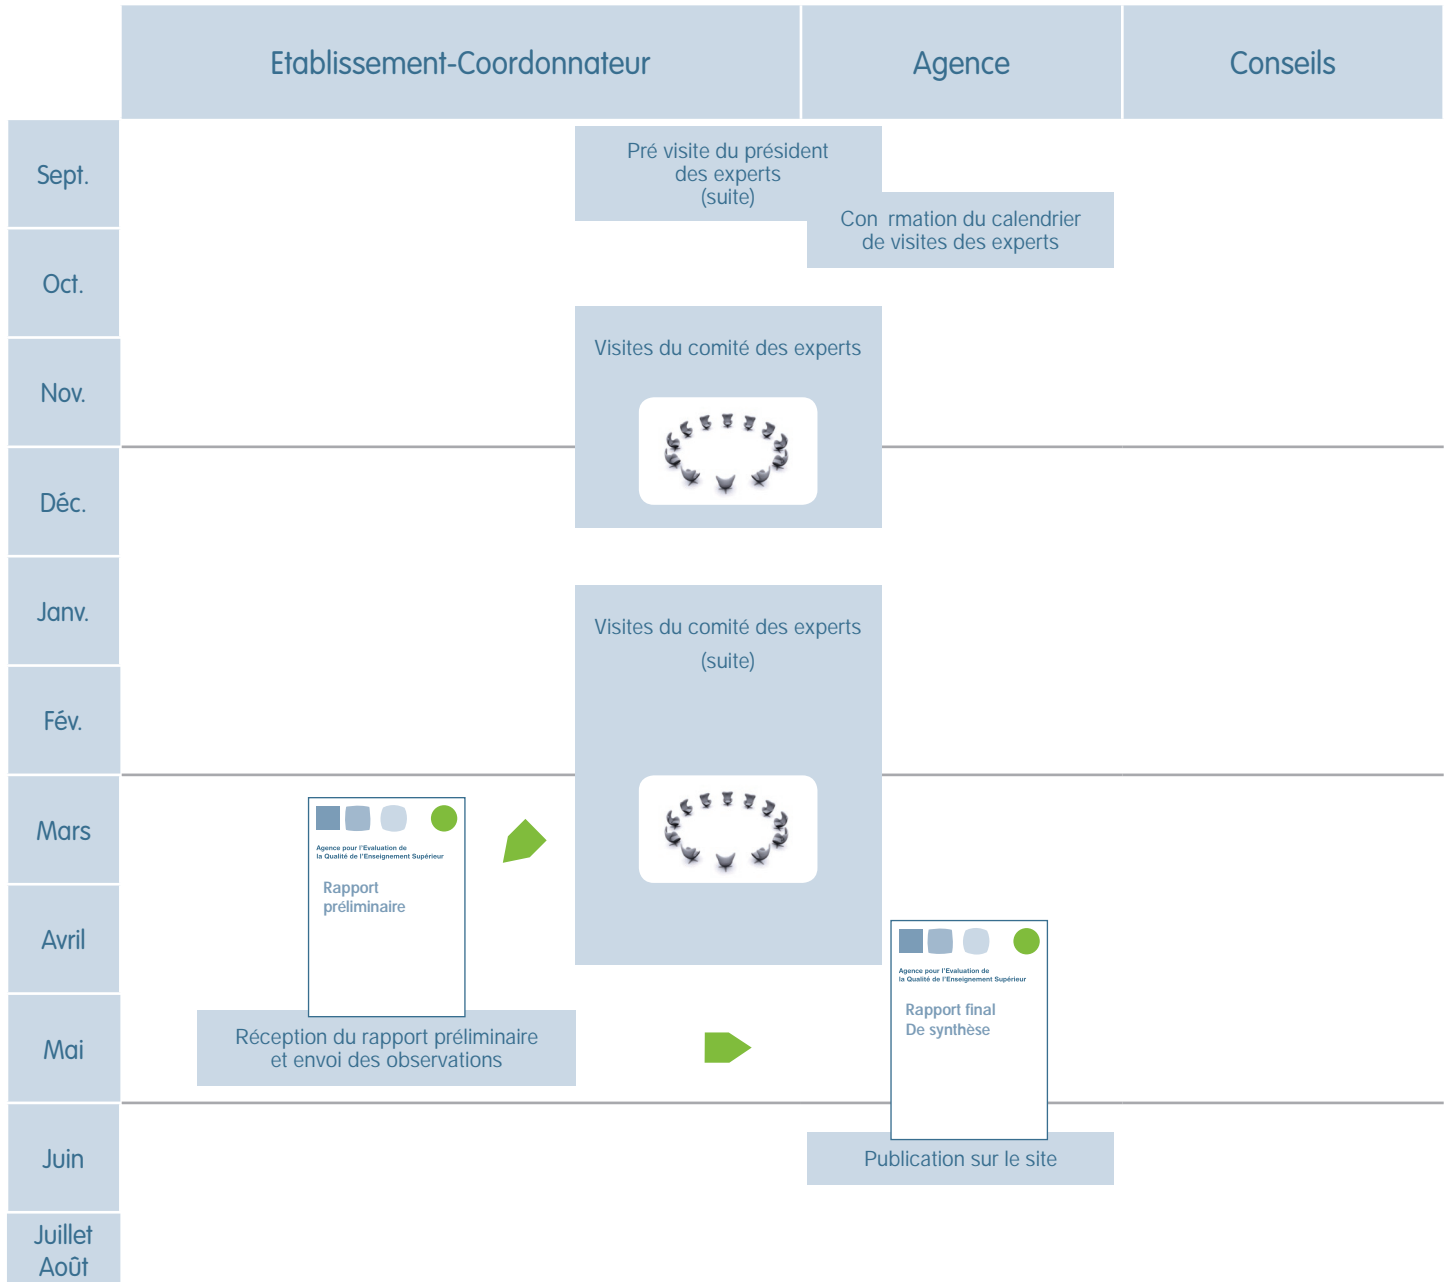 Etablissement-Coordonnateur
Agence
Conseils
Sept.
Pré visite du président
des experts
(suite)
Con rmation du calendrier
de visites des experts
Oct.
Visites du comité des experts
Nov.
Déc.
Janv.
Visites du comité des experts
(suite)
Fév.
Mars
Agence pour l'Evaluation de
la Qualité de l'Enseignement Supérieur
Rapport
préliminaire
Avril
Agence pour l'Evaluation de
la Qualité de l'Enseignement Supérieur
Rapport final
De synthèse
Mai
Réception du rapport préliminaire
et envoi des observations
Juin
Publication sur le site
Juillet
Août